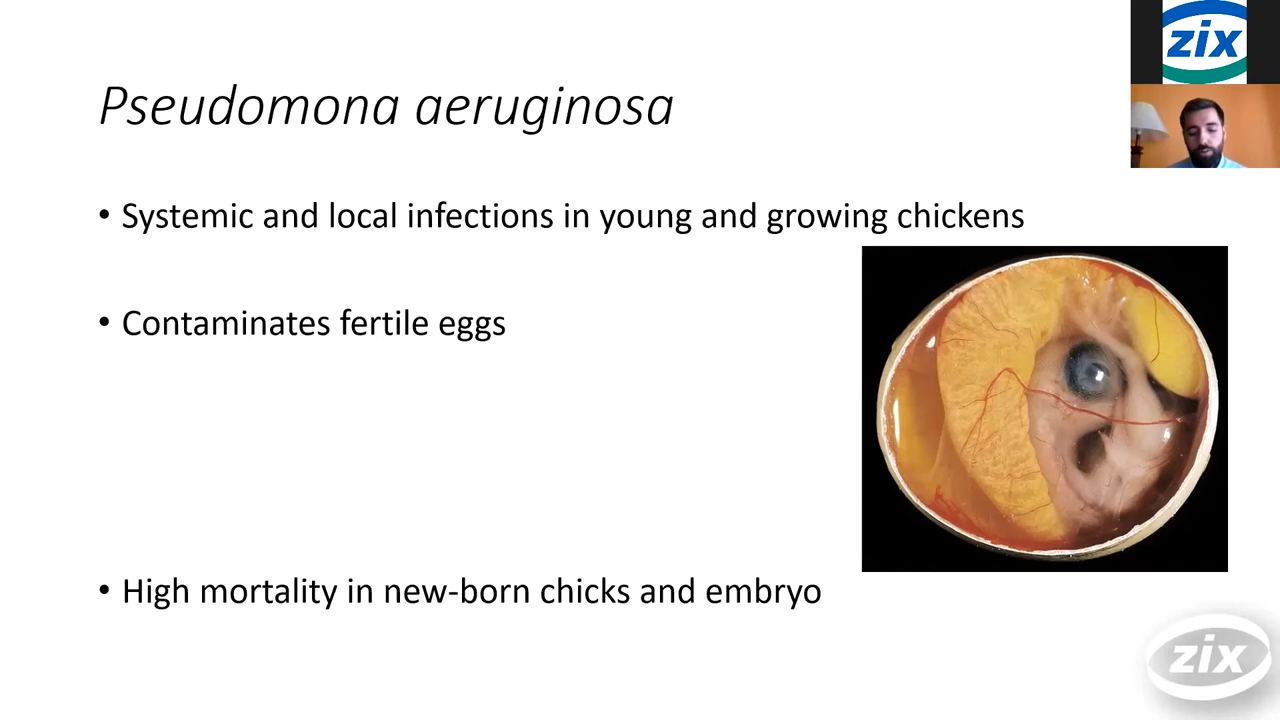 zix
Pseudomona aeruginosa
• Systemic and local infections in young and growing chickens
• Contaminates fertile eggs
• High mortality in new-born chicks and embryo
zix